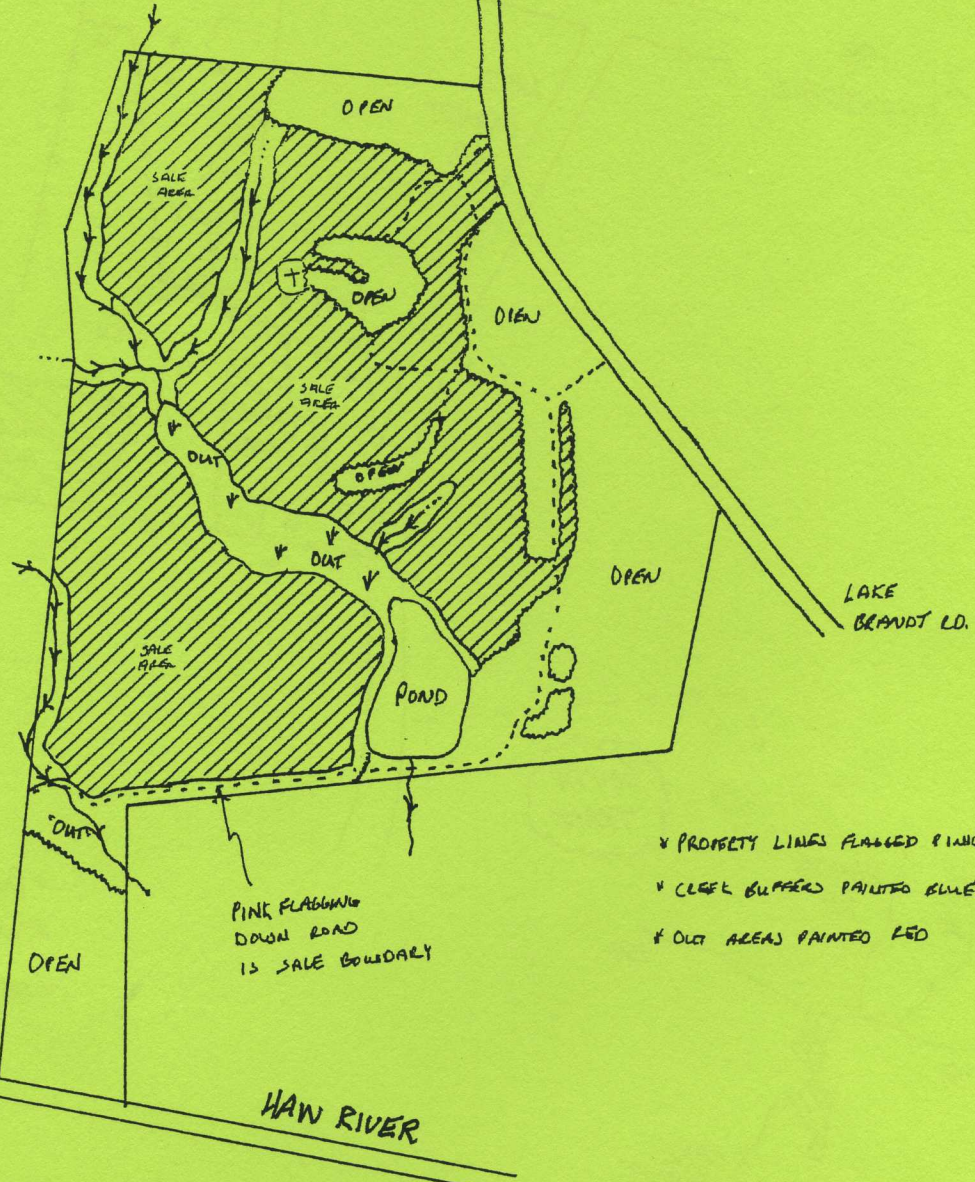 OPEN
SALE
AREA
OPEN
OPEN
SALE
AREA
OUT
OPEN
OUT
OPEN
LAKE
BRANDT RD.
SALE
AREA
POND
OUT
* PROPERTY LINES FLAGGED PINK
* CREEK BUFFERS PAINTED BLUE
* OUT AREAS PAINTED RED
PINK FLAGGING
DOWN ROAD
IS SALE BOUNDARY
OPEN
HAW RIVER